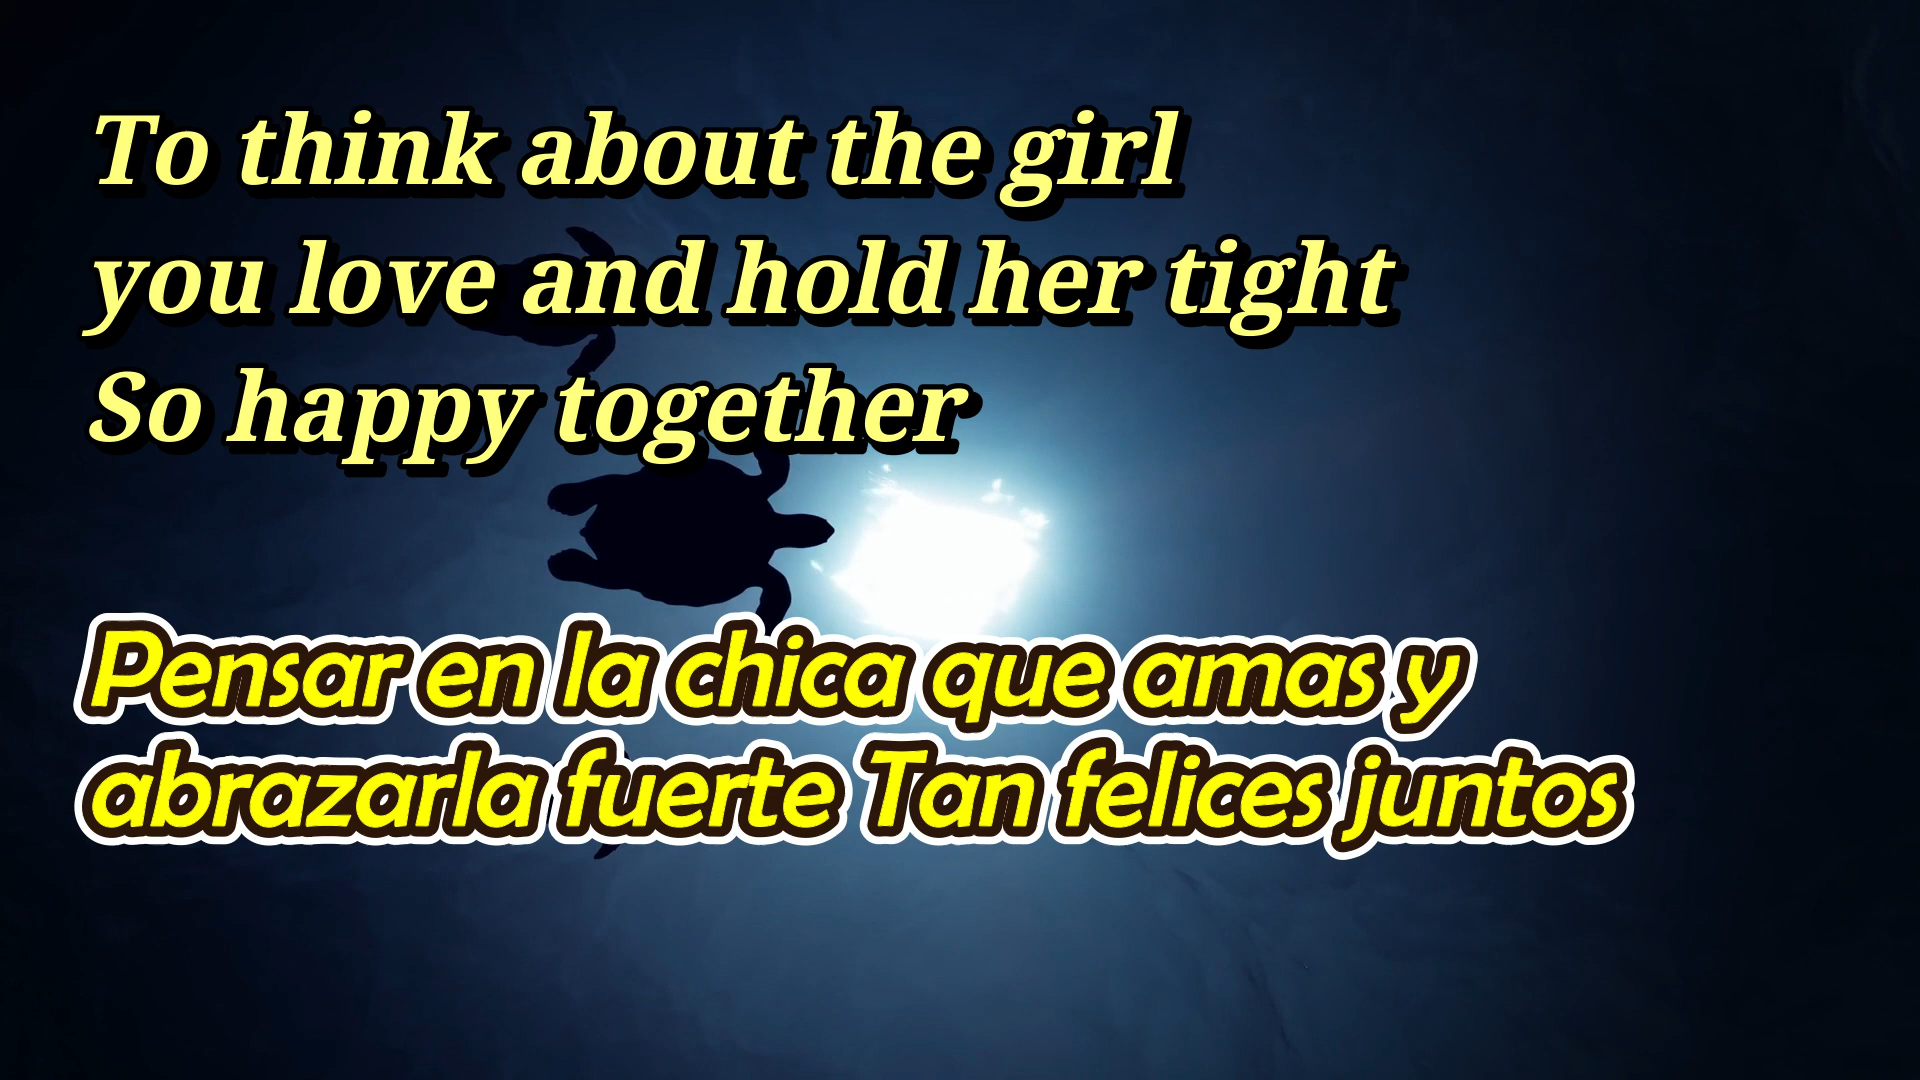 To think about the girl
you love and hold her tight
So happy together
Pensar en la chica que amas y
abrazarla fuerte Tan felices juntos